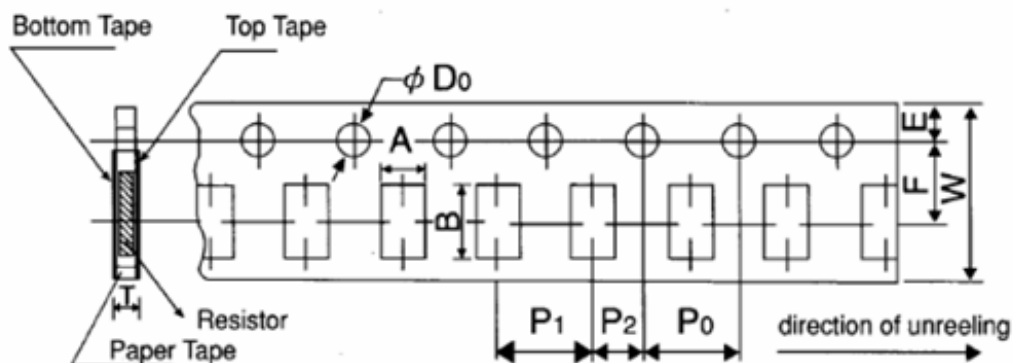 Bottom Tape
Top Tape
ϕ D0
A
B
E
F
W
T
Resistor
Paper Tape
P1
P2
P0
direction of unreeling